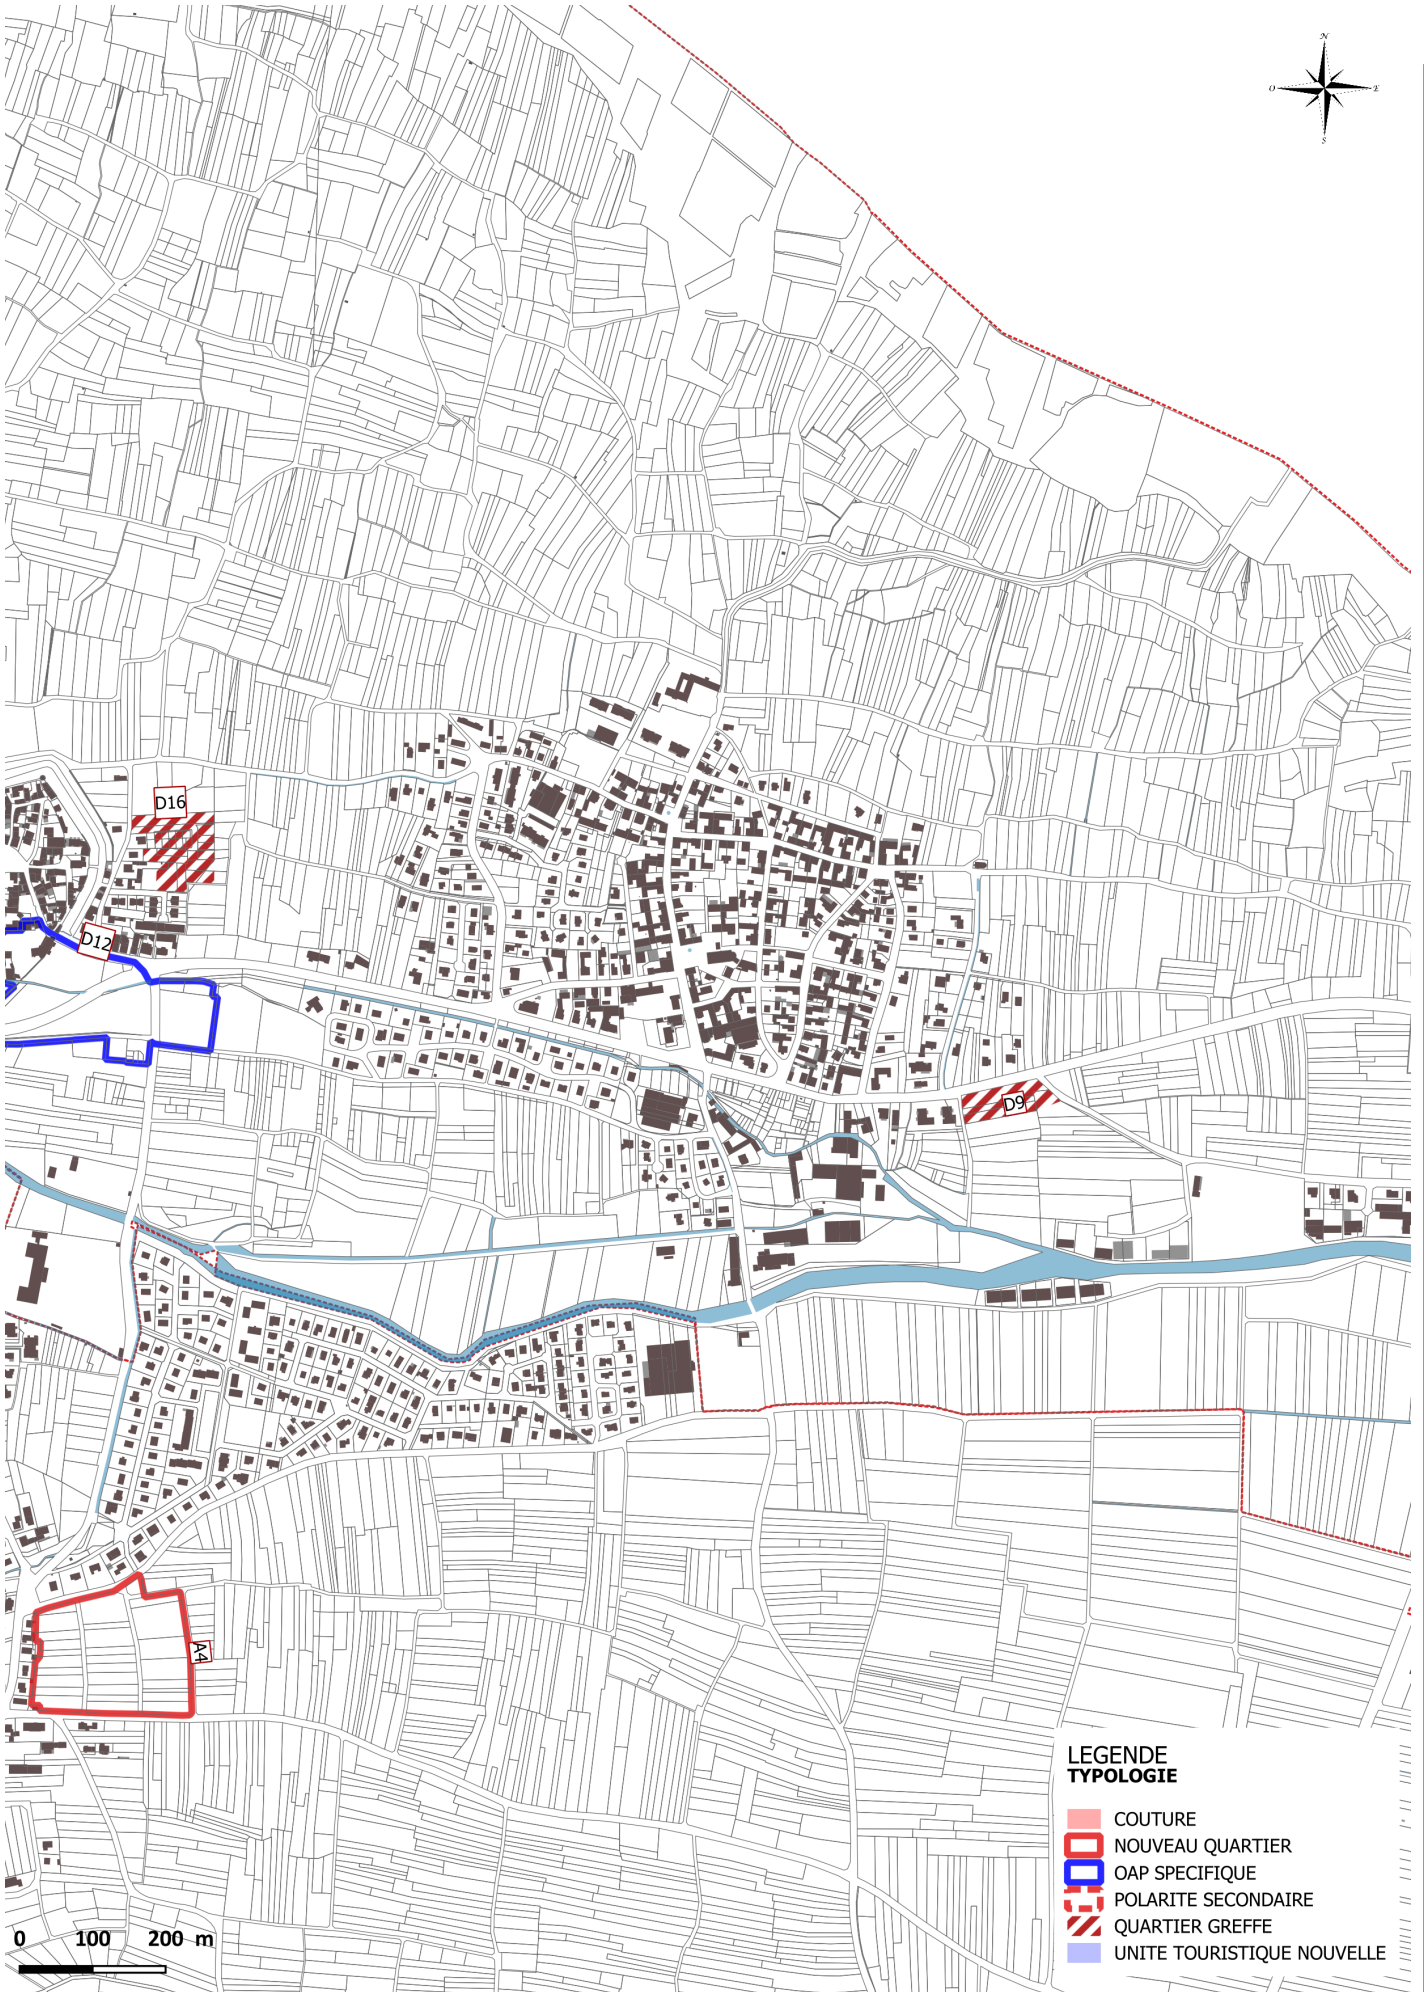 N
O
E
S
D16
D12
D9
A4
LEGENDE
TYPOLOGIE
COUTURE
NOUVEAU QUARTIER
OAP SPECIFIQUE
POLARITE SECONDAIRE
QUARTIER GREFFE
UNITE TOURISTIQUE NOUVELLE
0 100 200 m